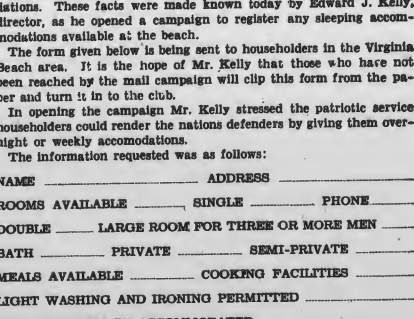 lations. These facts were made known today by Edward J. Kelly,
director, as he opened a campaign to register any sleeping accom-
modations available at the beach.
The form given below is being sent to householders in the Virginia
Beach area. It is the hope of Mr. Kelly that those who have not
been reached by the mail campaign will clip this form from the pa-
per and turn it in to the club.
In opening the campaign Mr. Kelly stressed the patriotic service
householders could render the nations defenders by giving them over-
night or weekly accomodations.
The information requested was as follows:
NAME ADDRESS
ROOMS AVAILABLE SINGLE PHONE
DOUBLE LARGE ROOM FOR THREE OR MORE MEN
BATH PRIVATE SEMI-PRIVATE
MEALS AVAILABLE COOKING FACILITIES
LIGHT WASHING AND IRONING PERMITTED